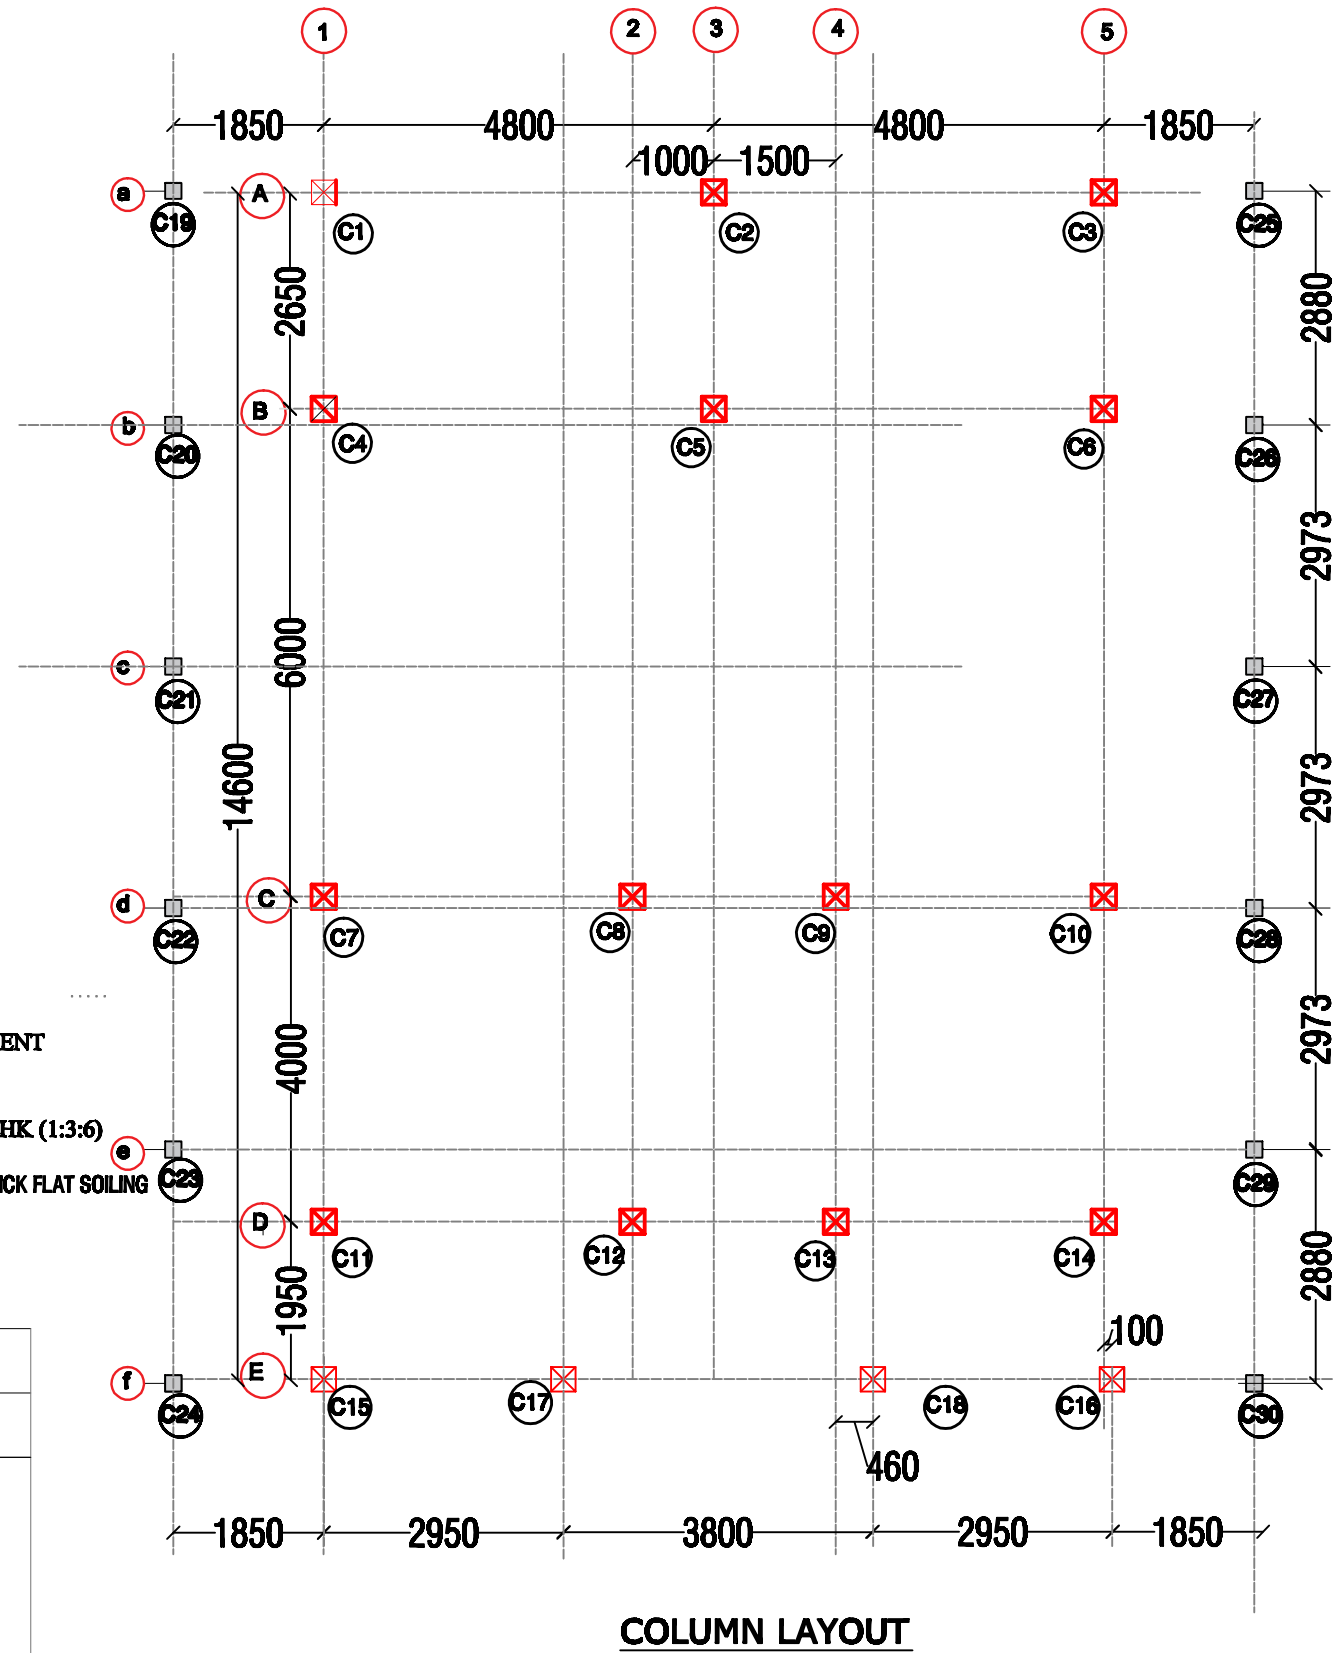 1 2 3 4 5
1850 4800 4800 1850
1000 1500
a A
C19 C1 C2 C3 C25
2650 2880
B
b
C4 C5 C6
C20 C26
2973
6000
c
C21 C27
14600 2973
C
d
C7 C8 C9 C10
C22 C28
.....
2973
ENT
4000
HK (1:3:6)
e
ICK FLAT SOILING C23 C29
D
C11 C12 C13 C14
2880
1950
100
E
f
C15 C17 C18 C16
C24 C30
460
1850 2950 3800 2950 1850
COLUMN LAYOUT